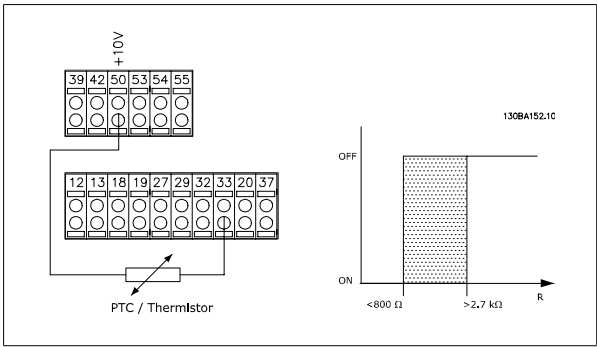 +10V
39 42 50 53 54 55
130BA152.10
12 13 18 19 27 29 32 33 20 37
OFF
ON
PTC / Thermistor
<800 Ω
>2.7 kΩ
R